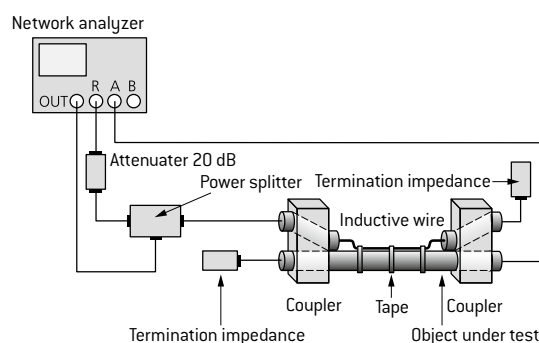 Network analyzer
R A B
OUT
Attenuater 20 dB
Power splitter
Termination impedance
Inductive wire
Coupler
Tape
Coupler
Termination impedance
Object under test